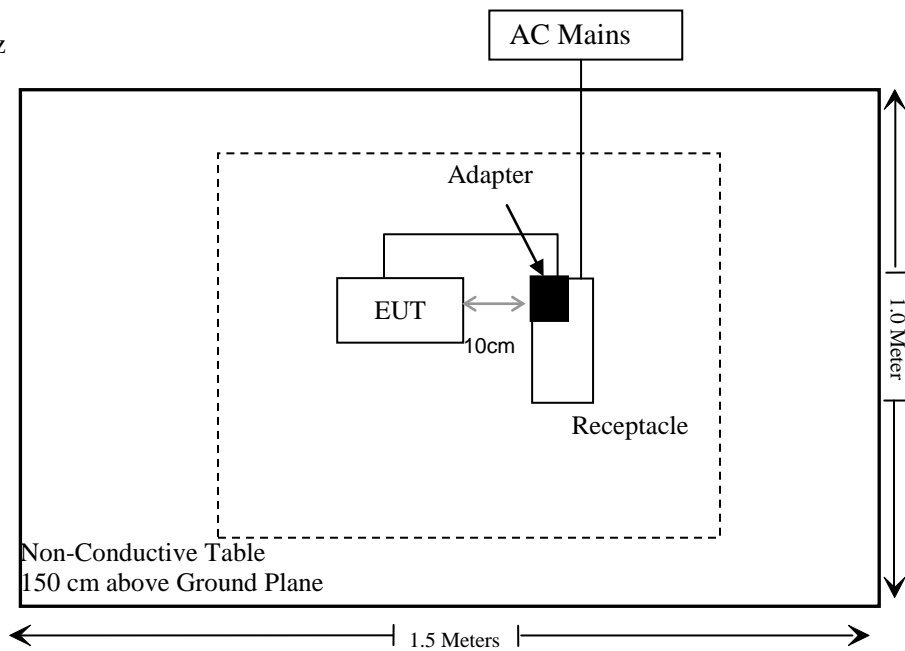 z
AC Mains
Adapter
EUT
10cm
1.0 Meter
Receptacle
Non-Conductive Table
150 cm above Ground Plane
1.5 Meters